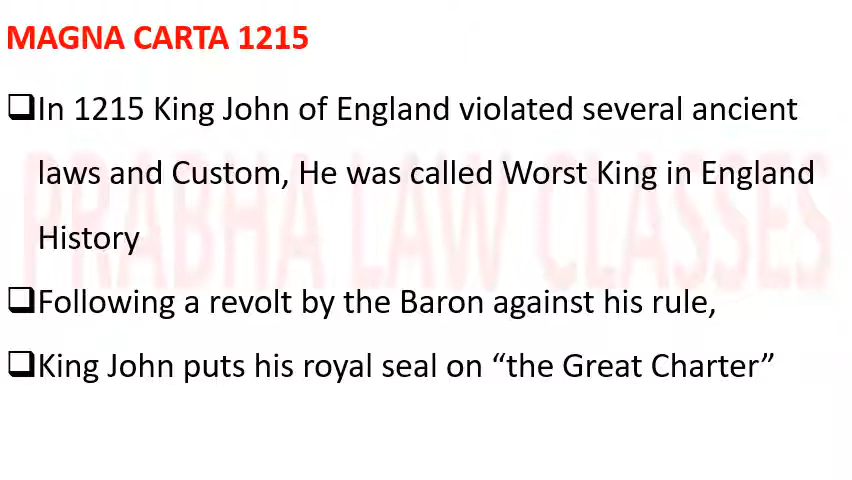 MAGNA CARTA 1215
In 1215 King John of England violated several ancient
laws and Custom, He was called Worst King in England
History
Following a revolt by the Baron against his rule,
King John puts his royal seal on “the Great Charter”
PRABHA LAW CLASSES